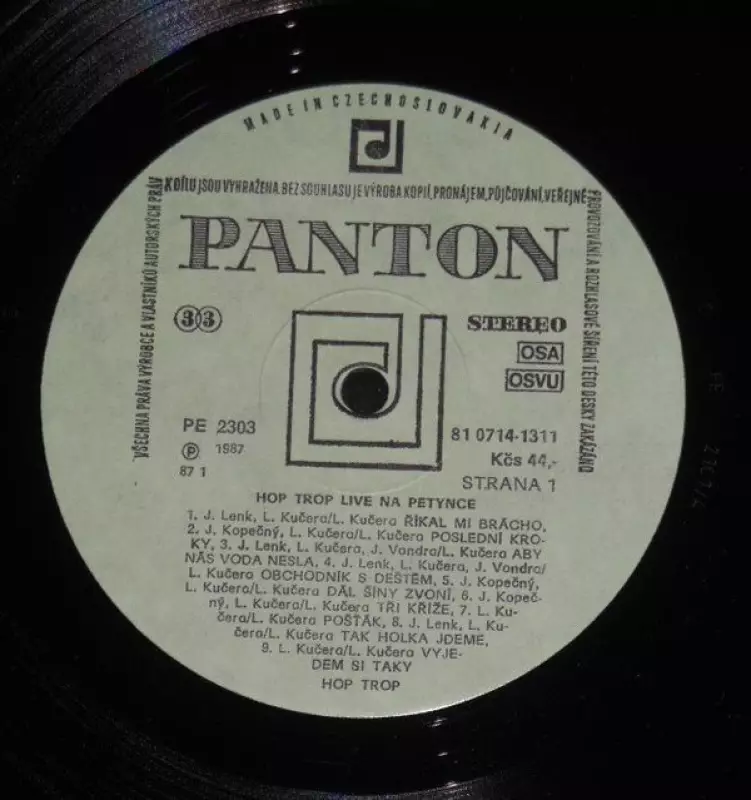 MADE IN CZECHOSLOVAKIA
VŠECHNA PRÁVA VÝROBCE A VLASTNÍKŮ AUTORSKÝCH PRÁV
K DÍLU JSOU VYHRAŽENA. BEZ SOUHLASU JE VÝROBA KOPIÍ, PRONÁJEM, PŮJČOVÁNÍ, VEŘEJNÉ
PROVOZOVÁNÍ A ROZHLASOVÉ ŠÍŘENÍ TÉTO DESKY ZAKÁZÁNO
PANTON
33
STEREO
OSA
OSVU
PE 2303
Ⓟ 1987
87 1
81 0714-1311
Kčs 44,-
STRANA 1
HOP TROP LIVE NA PETYNCE
1. J. Lenk, L. Kučera/L. Kučera ŘÍKAL MI BRÁCHO,
2. J. Kopečný, L. Kučera/L. Kučera POSLEDNÍ KRO-
KY, 3. J. Lenk, L. Kučera, J. Vondra/L. Kučera ABY
NÁS VODA NESLA, 4. J. Lenk, L. Kučera, J. Vondra/
L. Kučera OBCHODNÍK S DEŠTĚM, 5. J. Kopečný,
L. Kučera/L. Kučera DÁL ŠÍNY ZVONÍ, 6. J. Kopeč-
ný, L. Kučera/L. Kučera TŘI KŘÍŽE, 7. L. Ku-
čera/L. Kučera POŠŤÁK, 8. J. Lenk, L. Ku-
čera/L. Kučera TAK HOLKA JDEME,
9. L. Kučera/L. Kučera VYJE-
DEM SI TAKY
HOP TROP